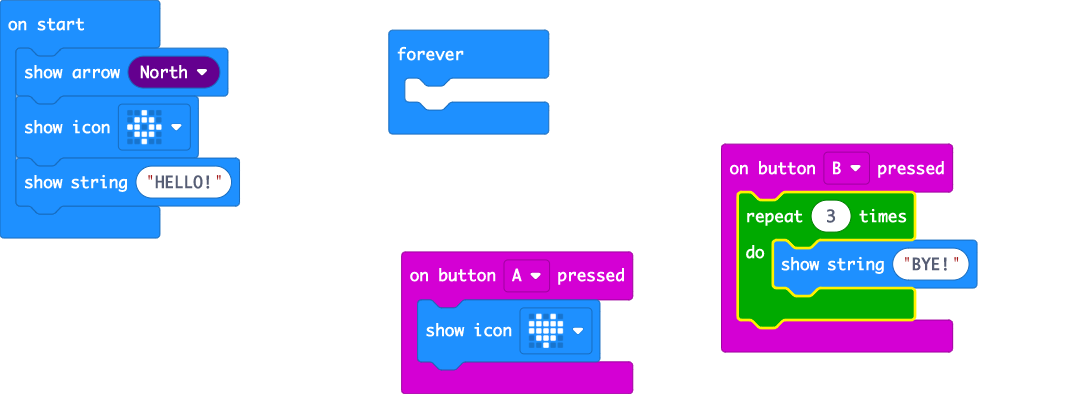 on start
show arrow North
show icon
show string "HELLO!"
forever
on button A pressed
show icon
on button B pressed
repeat 3 times
do
show string "BYE!"